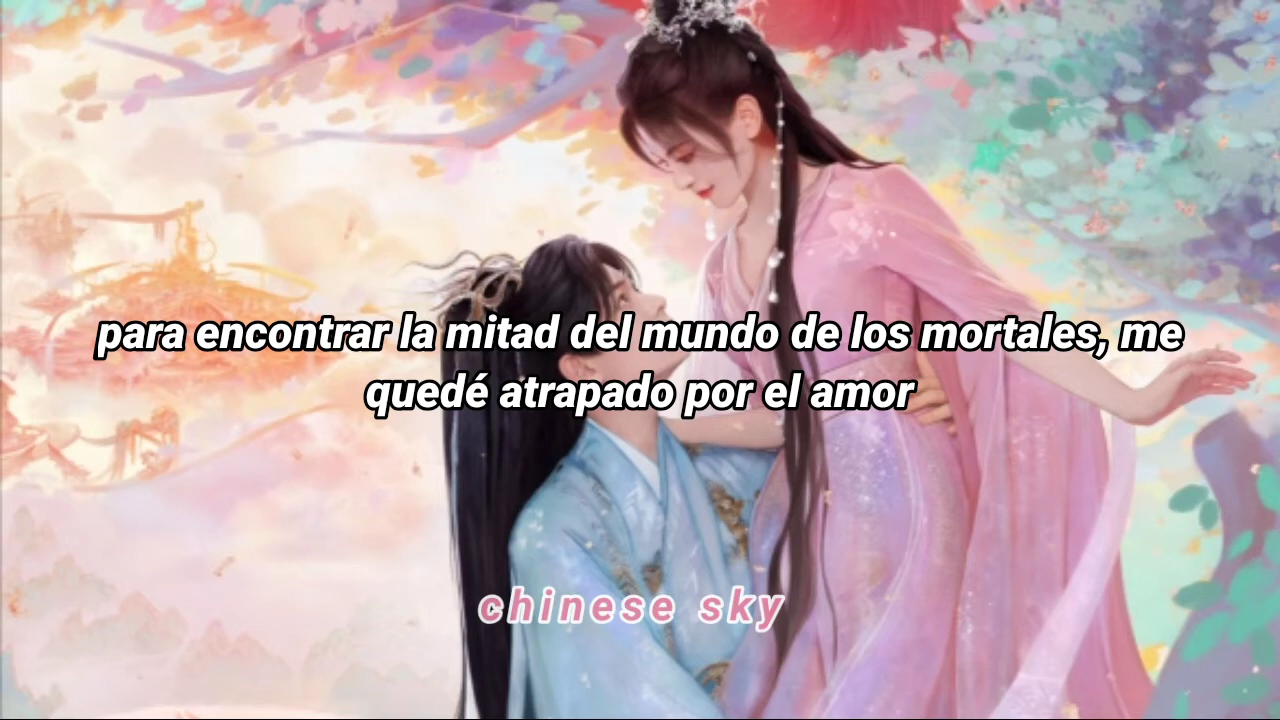 para encontrar la mitad del mundo de los mortales, me
quedé atrapado por el amor
chinese sky